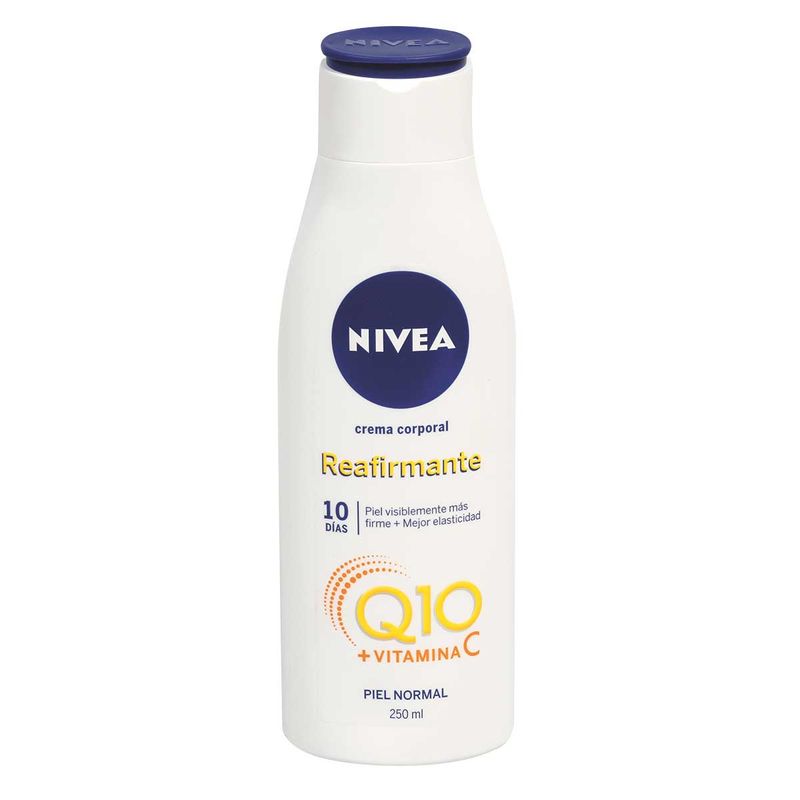 NIVEA
NIVEA
crema corporal
Reafirmante
10 DÍAS
Piel visiblemente más
firme + Mejor elasticidad
Q10
+ VITAMINA C
PIEL NORMAL
250 ml